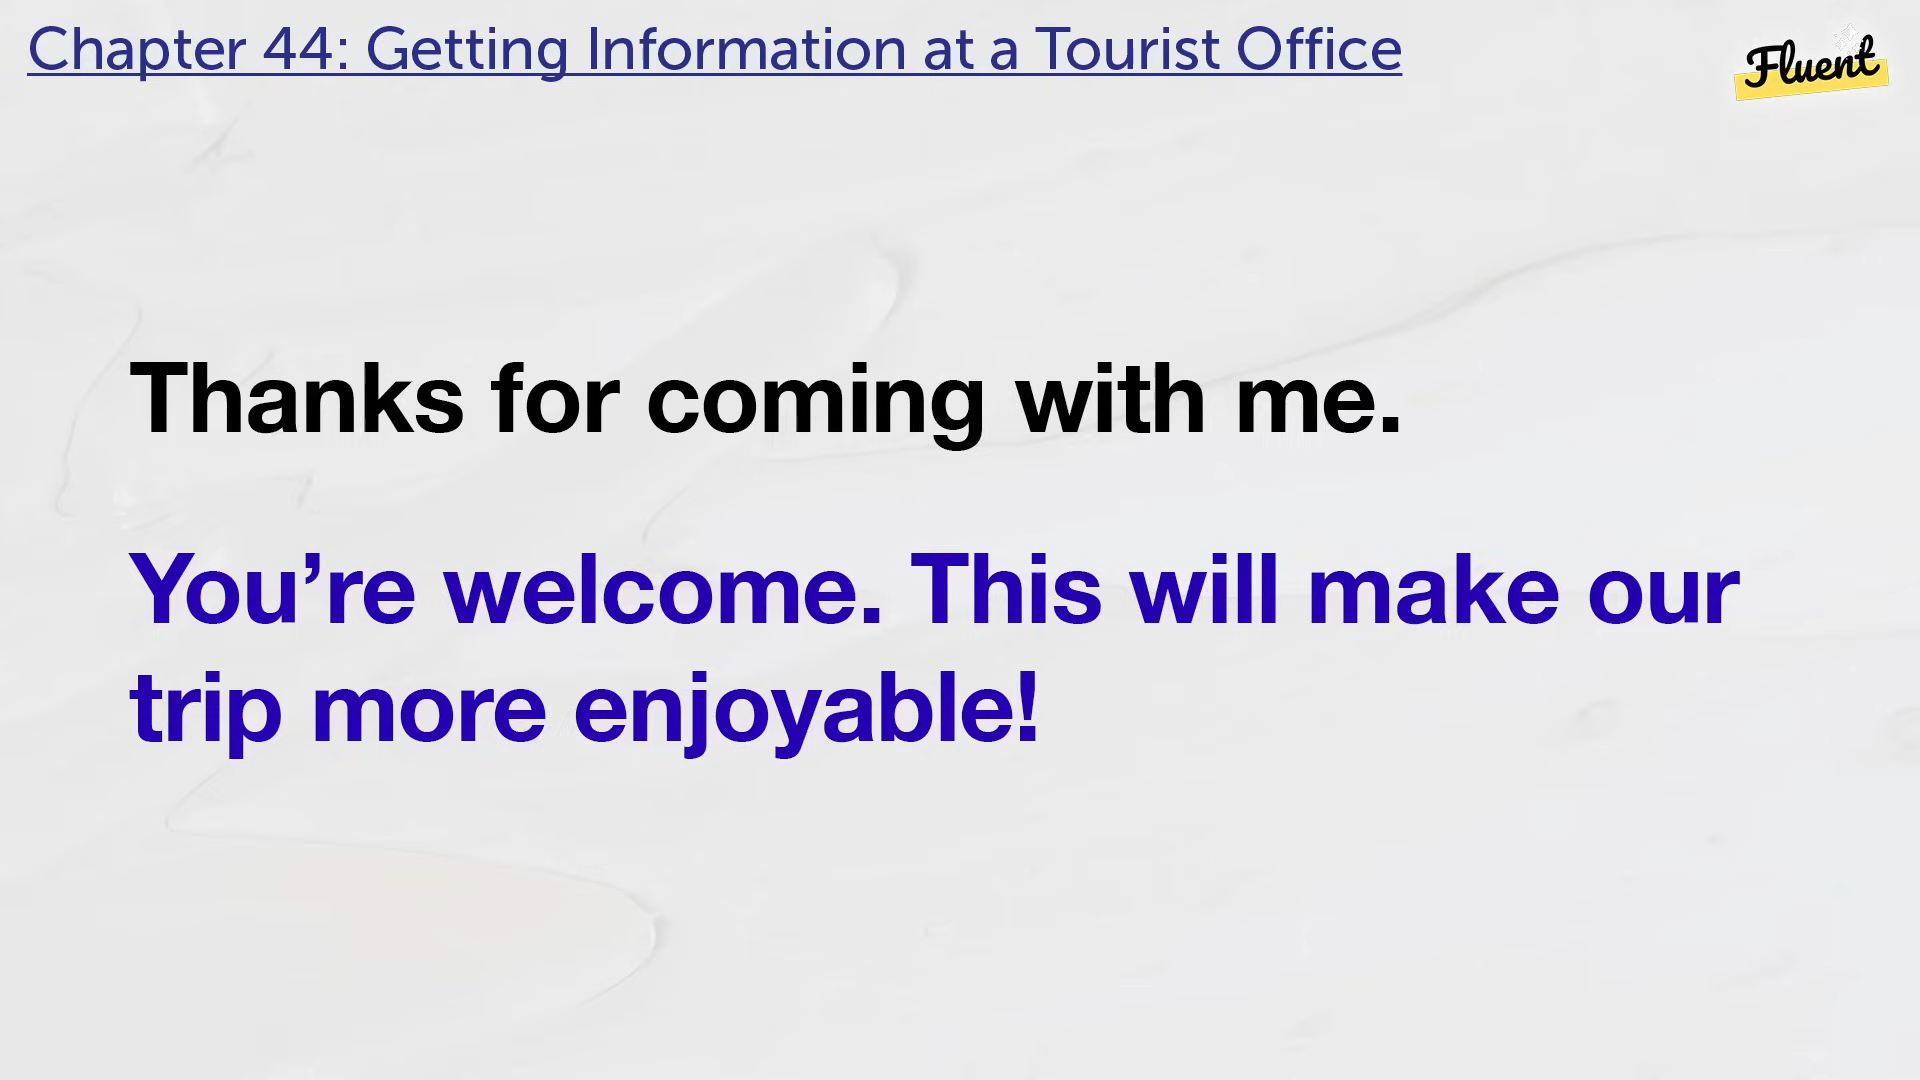 Chapter 44: Getting Information at a Tourist Office
Fluent
Thanks for coming with me.
You’re welcome. This will make our
trip more enjoyable!